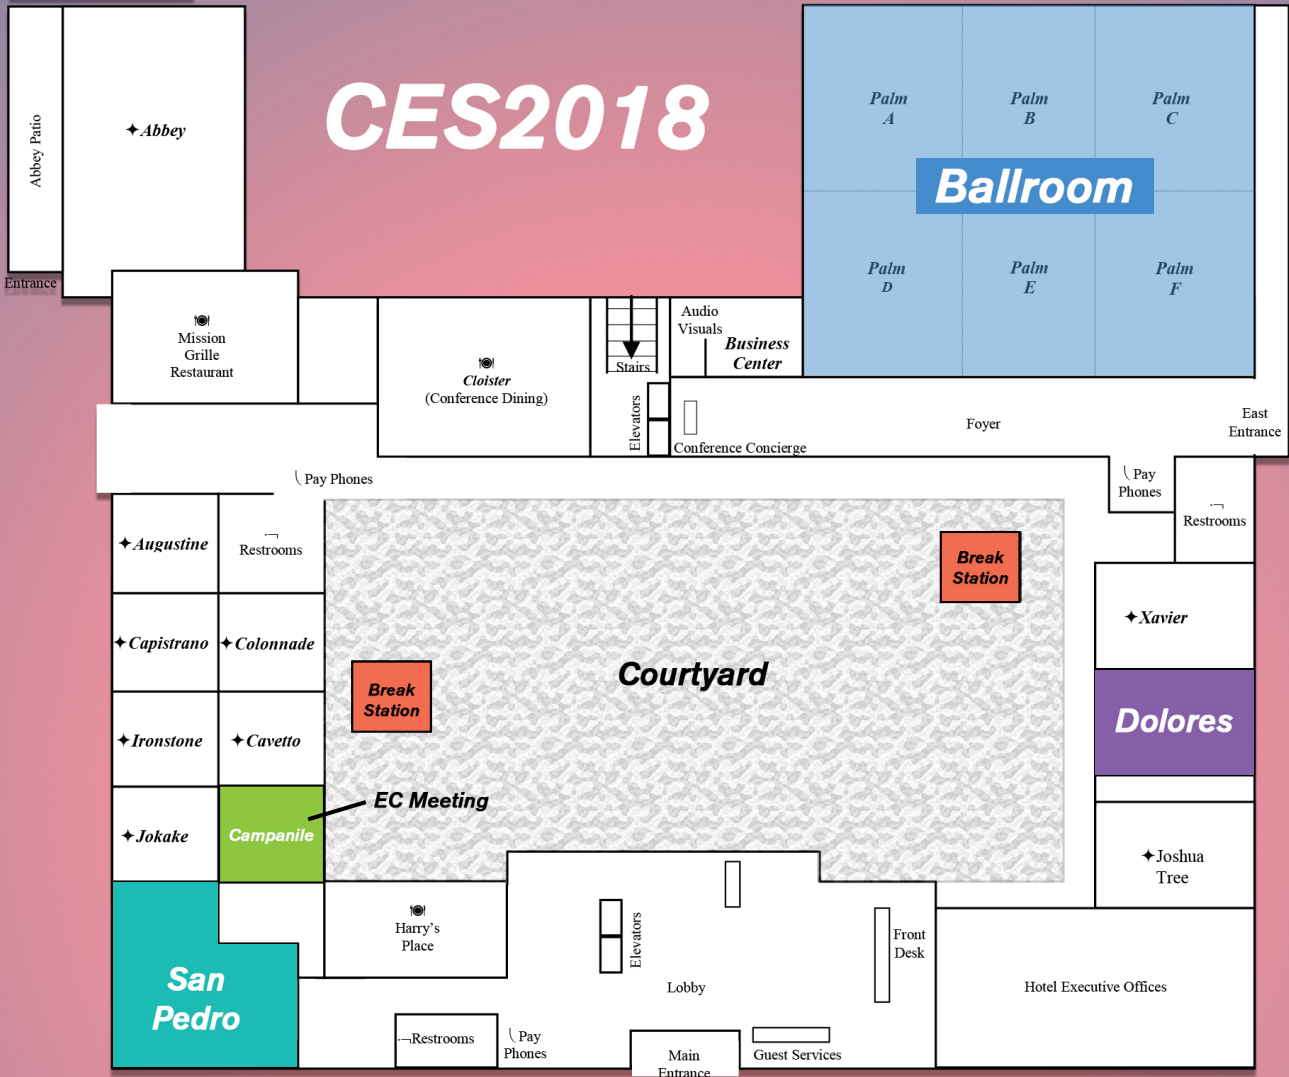 CES2018
Abbey Patio
✦Abbey
Entrance
Palm
A
Palm
B
Palm
C
Ballroom
Palm
D
Palm
E
Palm
F
Mission
Grille
Restaurant
Cloister
(Conference Dining)
Stairs
Elevators
Audio
Visuals
Business
Center
Conference Concierge
Foyer
East
Entrance
Pay Phones
Pay
Phones
Restrooms
✦Augustine
Restrooms
✦Capistrano
✦Colonnade
✦Ironstone
✦Cavetto
✦Jokake
Campanile
EC Meeting
Break
Station
Break
Station
Courtyard
✦Xavier
Dolores
✦Joshua
Tree
San
Pedro
Harry's
Place
Elevators
Lobby
Front
Desk
Hotel Executive Offices
Restrooms
Pay
Phones
Main
Entrance
Guest Services